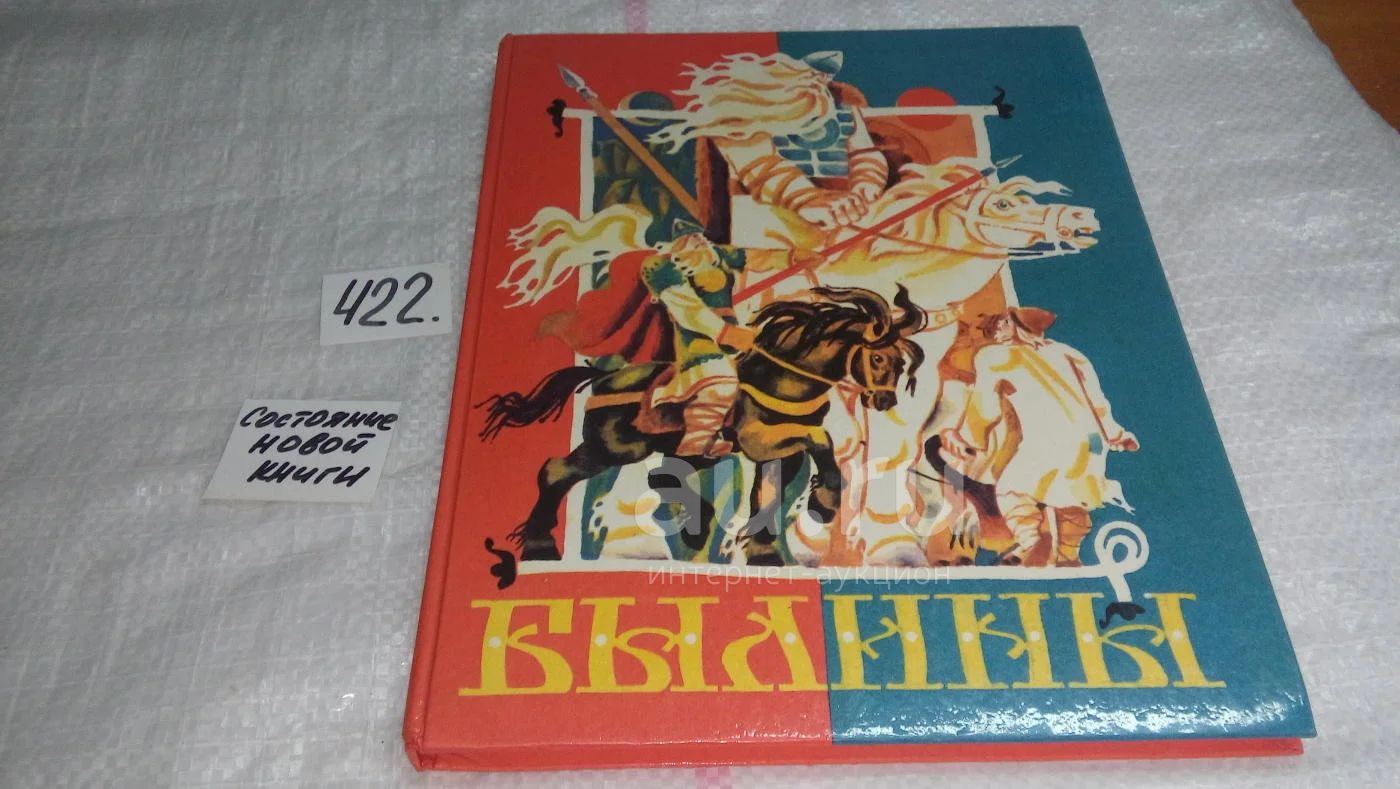 422.
Состояние
новой
книги
au.ru
интернет-аукцион
БЫЛИНЫ